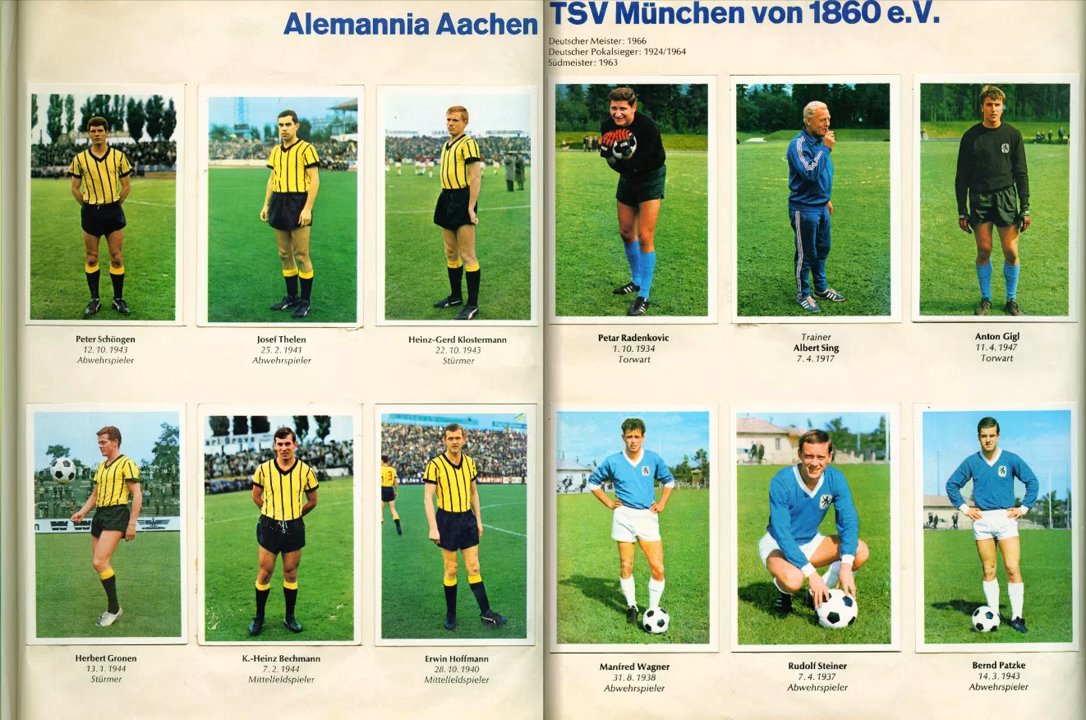 Alemannia Aachen
Peter Schöngen
12. 10. 1943
Abwehrspieler
Josef Thelen
25. 2. 1941
Abwehrspieler
Heinz-Gerd Klostermann
22. 10. 1943
Stürmer
Herbert Gronen
13. 1. 1944
Stürmer
K.-Heinz Bechmann
7. 2. 1944
Mittelfeldspieler
Erwin Hoffmann
28. 10. 1940
Mittelfeldspieler
TSV München von 1860 e.V.
Deutscher Meister: 1966
Deutscher Pokalsieger: 1924/1964
Südmeister: 1963
Petar Radenkovic
1. 10. 1934
Torwart
Trainer
Albert Sing
7. 4. 1917
Anton Gigl
11. 4. 1947
Torwart
Manfred Wagner
31. 8. 1938
Abwehrspieler
Rudolf Steiner
7. 4. 1937
Abwehrspieler
Bernd Patzke
14. 3. 1943
Abwehrspieler